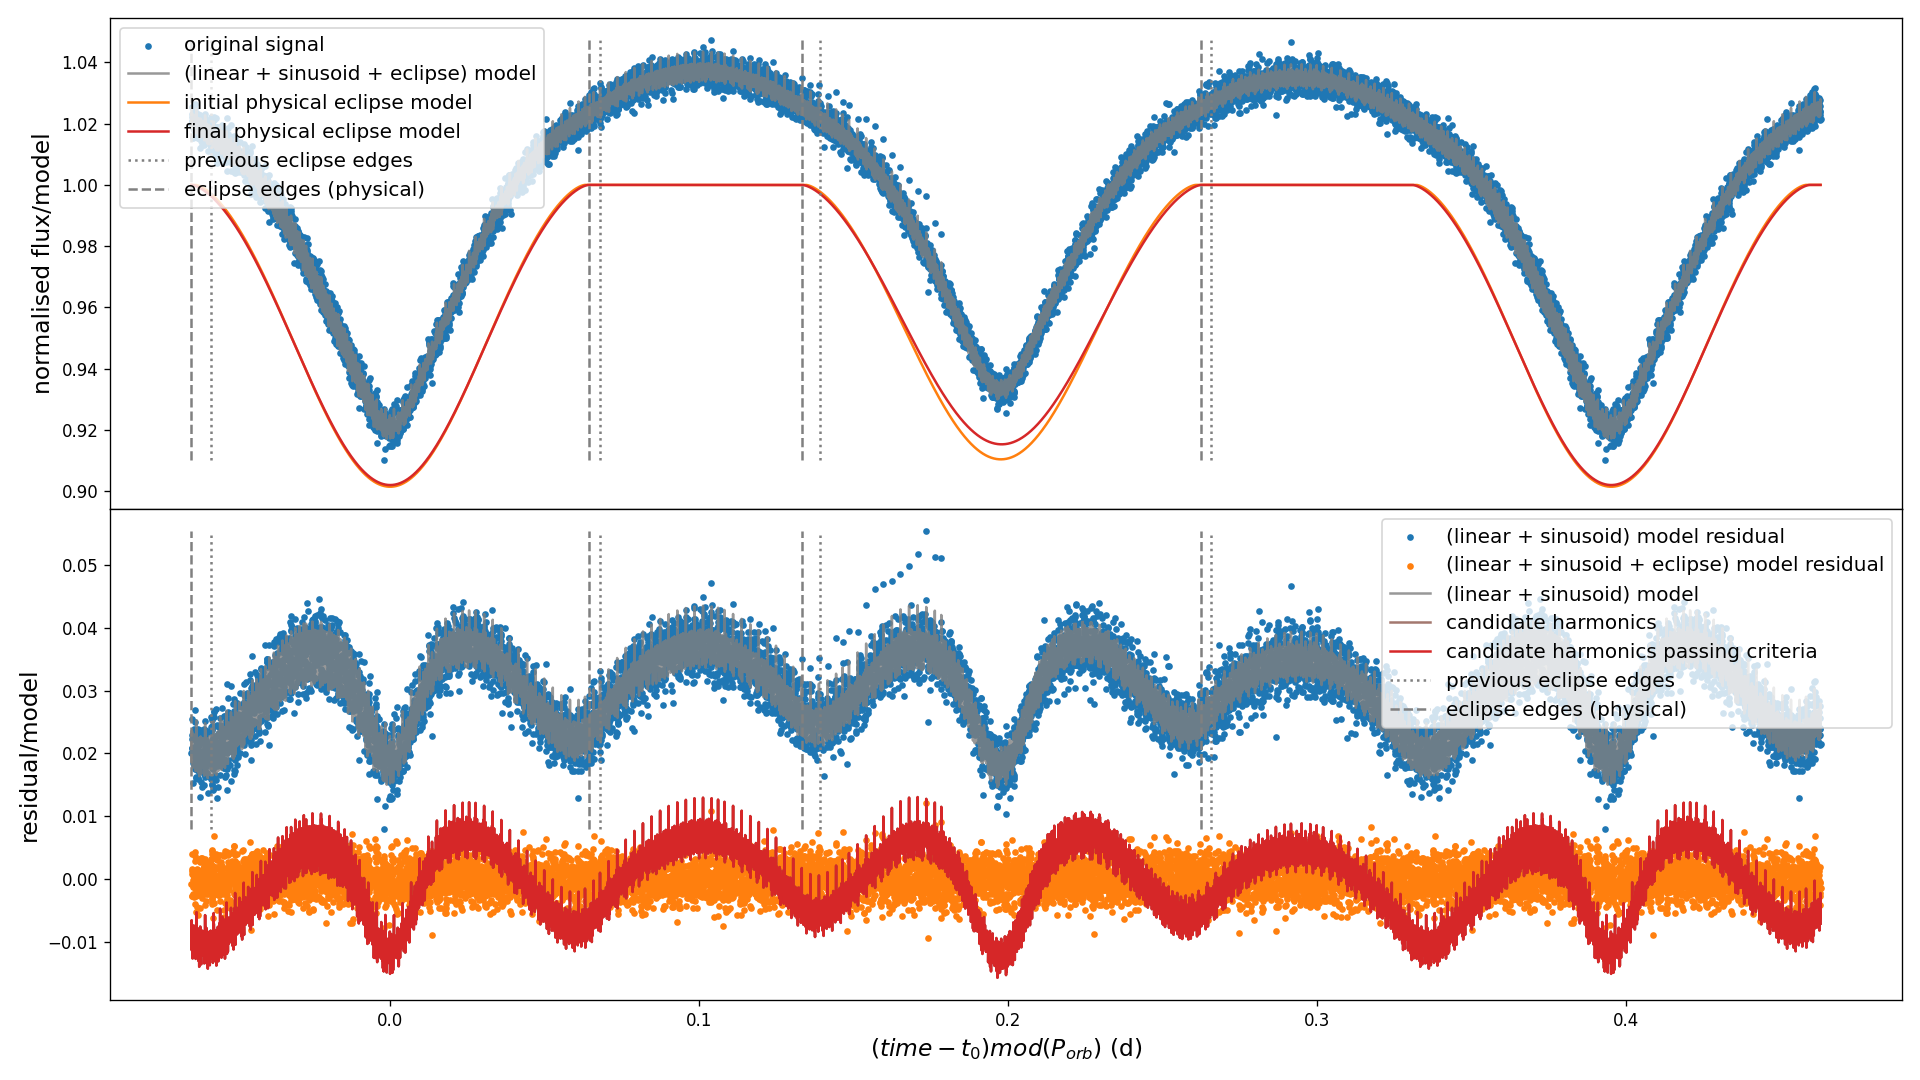 normalised flux/model
1.04
1.02
1.00
0.98
0.96
0.94
0.92
0.90
original signal
(linear + sinusoid + eclipse) model
initial physical eclipse model
final physical eclipse model
previous eclipse edges
eclipse edges (physical)
residual/model
0.05
0.04
0.03
0.02
0.01
0.00
−0.01
(linear + sinusoid) model residual
(linear + sinusoid + eclipse) model residual
(linear + sinusoid) model
candidate harmonics
candidate harmonics passing criteria
previous eclipse edges
eclipse edges (physical)
0.0 0.1 0.2 0.3 0.4
(time − t₀)mod(P_orb) (d)